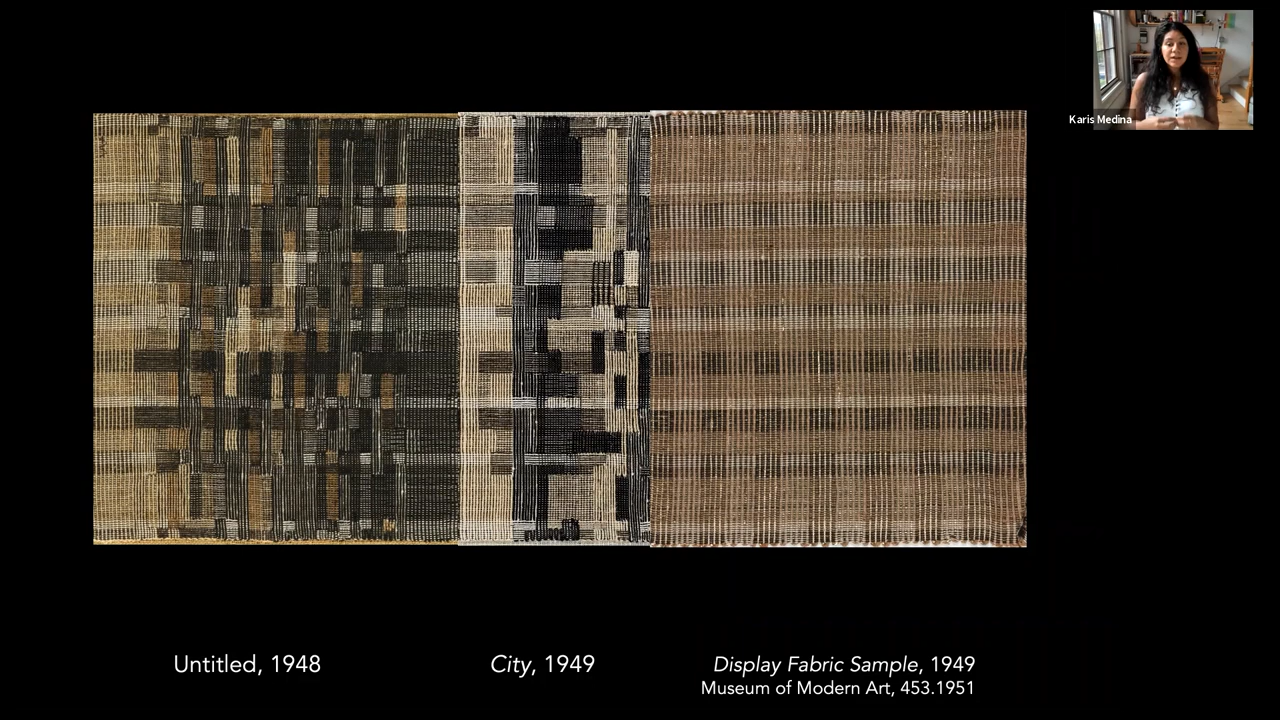 Karis Medina
Untitled, 1948
City, 1949
Display Fabric Sample, 1949
Museum of Modern Art, 453.1951